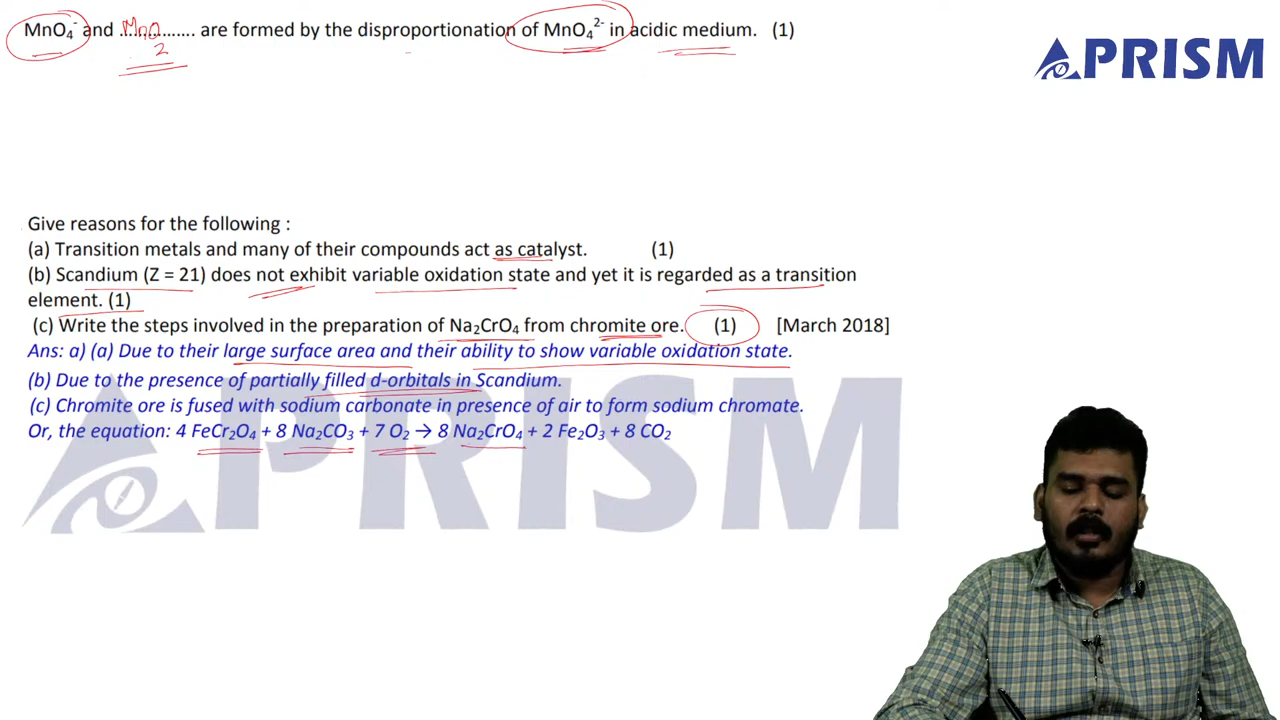 MnO₄⁻ and ....MnO₂........ are formed by the disproportionation of MnO₄²⁻ in acidic medium. (1)
PRISM
Give reasons for the following :
(a) Transition metals and many of their compounds act as catalyst. (1)
(b) Scandium (Z = 21) does not exhibit variable oxidation state and yet it is regarded as a transition
element. (1)
(c) Write the steps involved in the preparation of Na₂CrO₄ from chromite ore. (1) [March 2018]
Ans: a) (a) Due to their large surface area and their ability to show variable oxidation state.
(b) Due to the presence of partially filled d-orbitals in Scandium.
(c) Chromite ore is fused with sodium carbonate in presence of air to form sodium chromate.
Or, the equation: 4 FeCr₂O₄ + 8 Na₂CO₃ + 7 O₂ → 8 Na₂CrO₄ + 2 Fe₂O₃ + 8 CO₂
PRISM